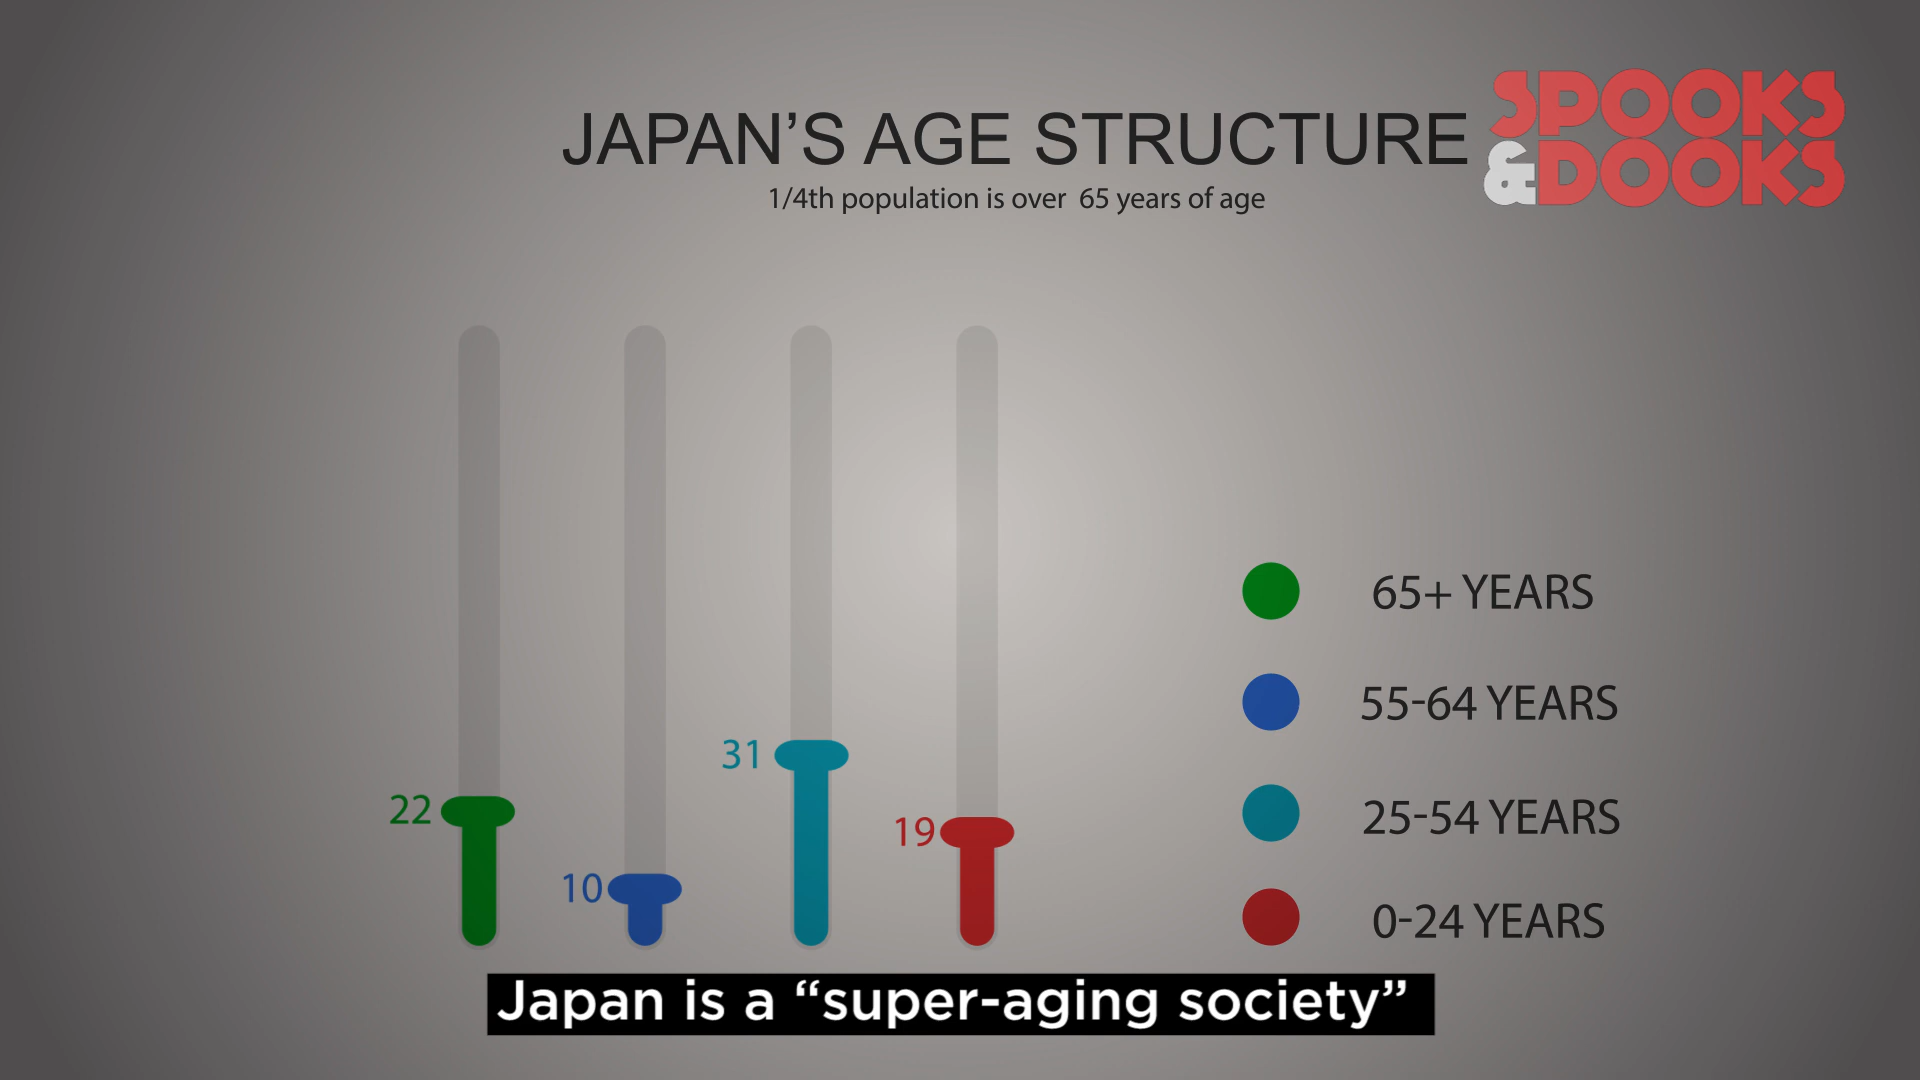 JAPAN'S AGE STRUCTURE
1/4th population is over  65 years of age
SPOOKS
&DOOKS
22
10
31
19
65+ YEARS
55-64 YEARS
25-54 YEARS
0-24 YEARS
Japan is a “super-aging society”